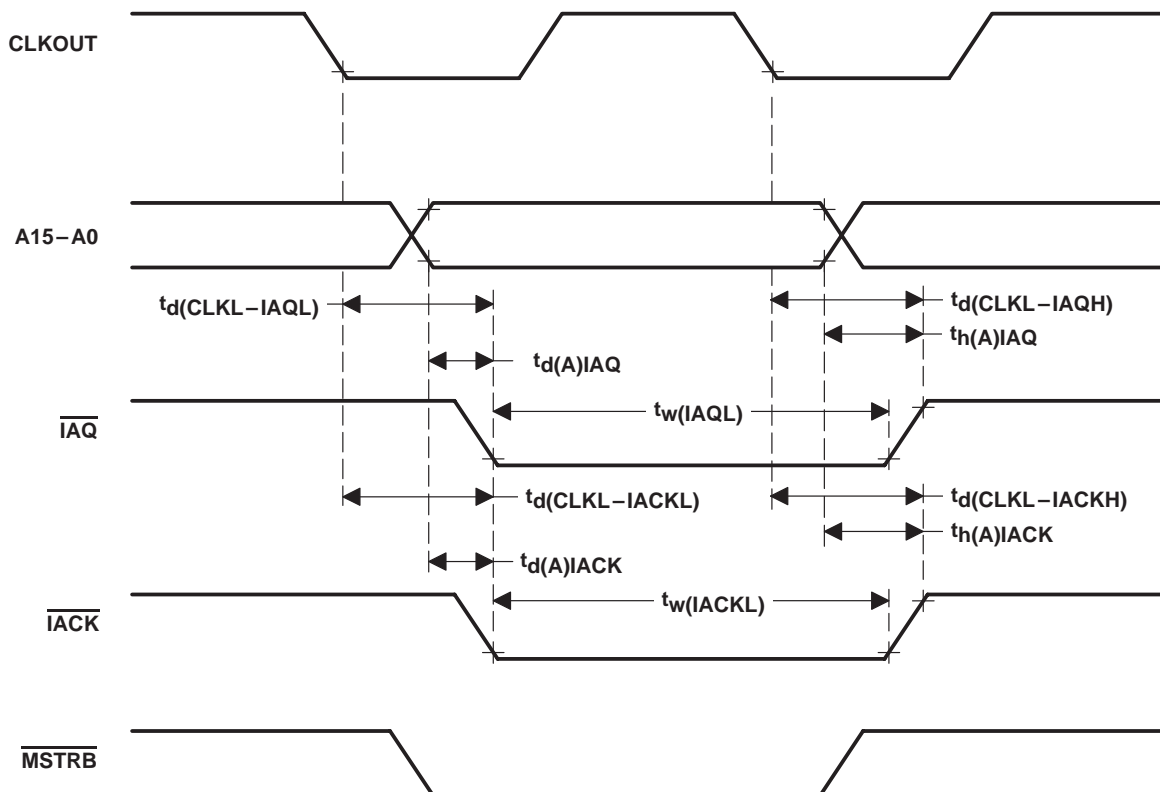 CLKOUT
A15–A0
td(CLKL–IAQL)
td(CLKL–IAQH)
th(A)IAQ
td(A)IAQ
tw(IAQL)
IAQ
td(CLKL–IACKL)
td(CLKL–IACKH)
th(A)IACK
td(A)IACK
tw(IACKL)
IACK
MSTRB